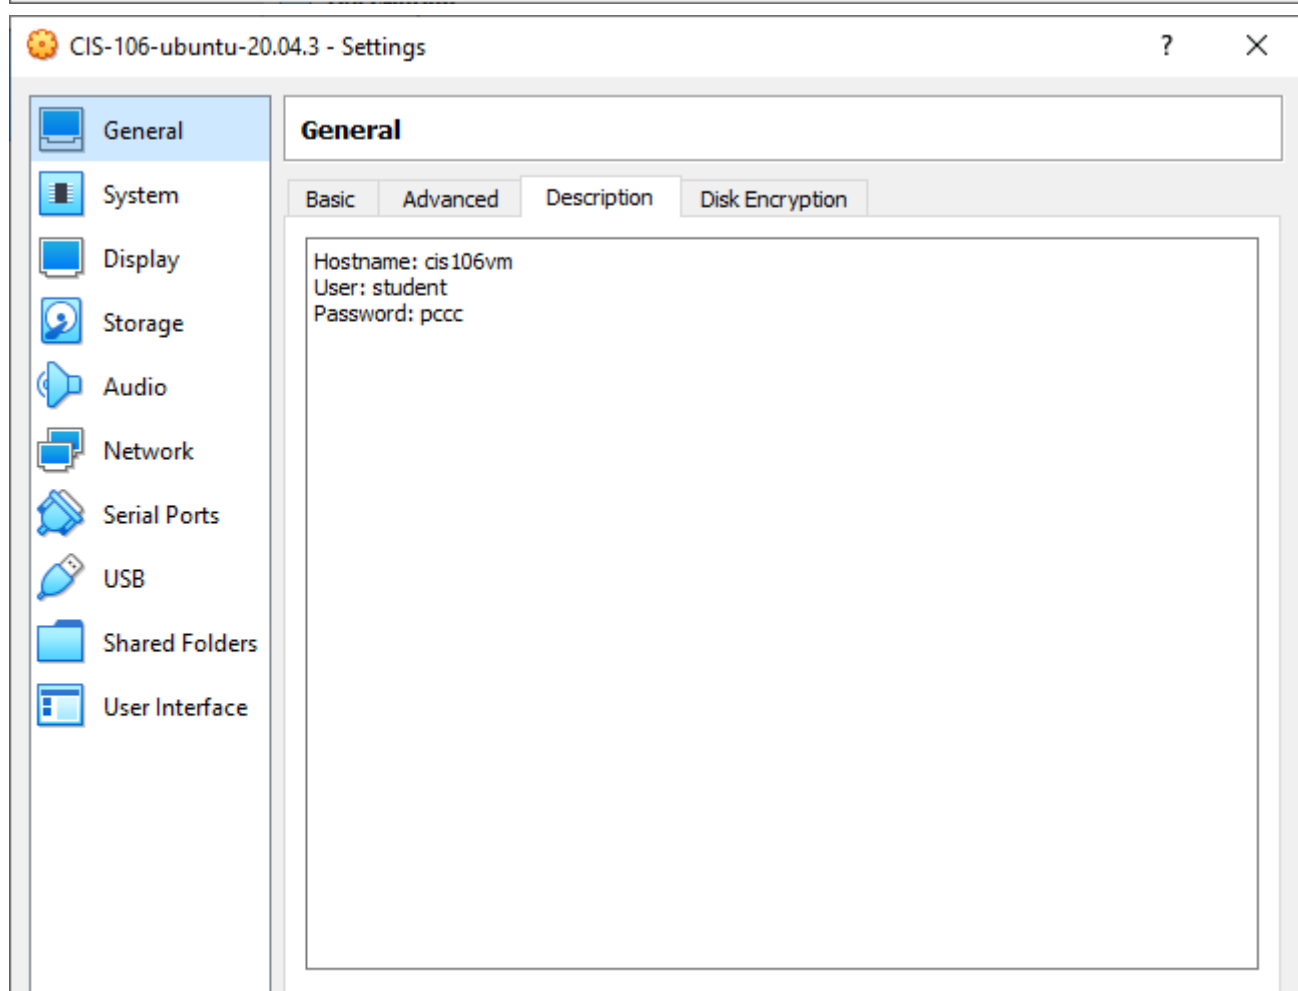 CIS-106-ubuntu-20.04.3 - Settings
?
General
System
Display
Storage
Audio
Network
Serial Ports
USB
Shared Folders
User Interface
General
Basic
Advanced
Description
Disk Encryption
Hostname: cis106vm
User: student
Password: pccc